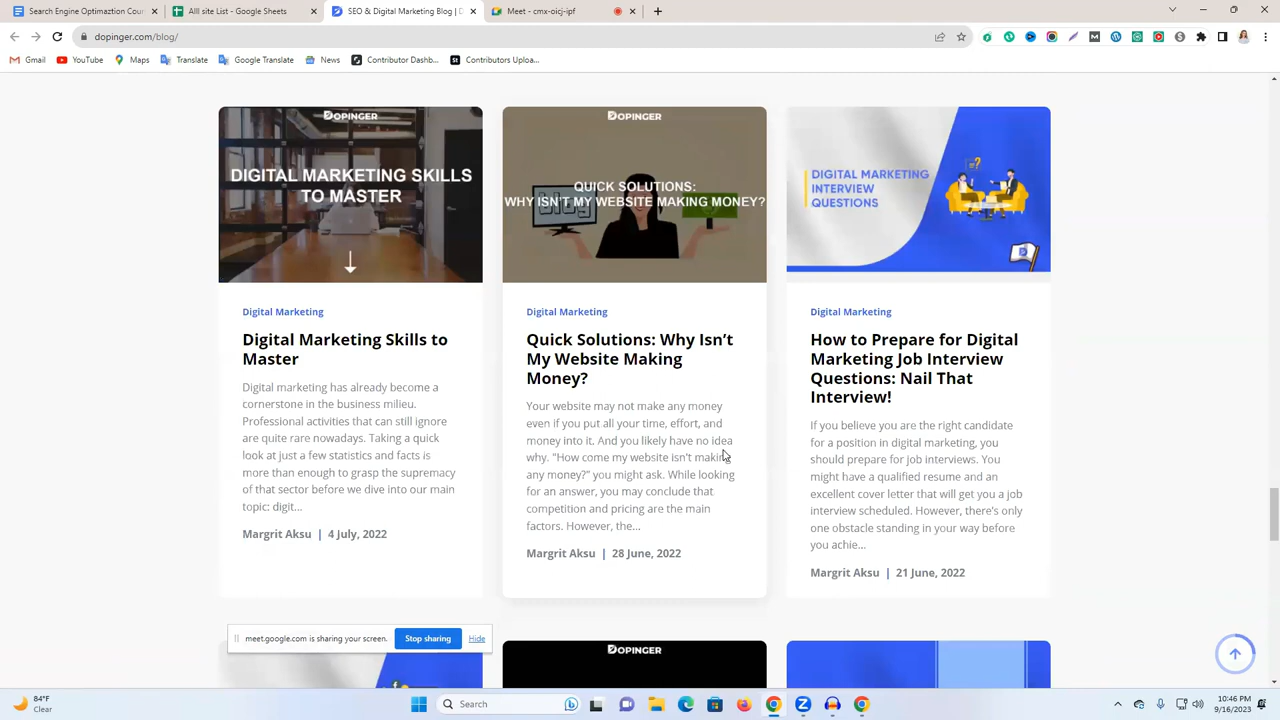 Search Engine Optimaztion Cour
Alll site List - Google Sheets
SEO & Digital Marketing Blog | D
Meet - cmx-oicj-ipf
dopinger.com/blog/
Gmail
YouTube
Maps
Translate
Google Translate
News
Contributor Dashb...
Contributors Uploa...
DOPINGER
DIGITAL MARKETING SKILLS
TO MASTER
Digital Marketing
Digital Marketing Skills to
Master
Digital marketing has already become a
cornerstone in the business milieu.
Professional activities that can still ignore
are quite rare nowadays. Taking a quick
look at just a few statistics and facts is
more than enough to grasp the supremacy
of that sector before we dive into our main
topic: digit...
Margrit Aksu | 4 July, 2022
DOPINGER
QUICK SOLUTIONS:
WHY ISN'T MY WEBSITE MAKING MONEY?
Digital Marketing
Quick Solutions: Why Isn’t
My Website Making
Money?
Your website may not make any money
even if you put all your time, effort, and
money into it. And you likely have no idea
why. "How come my website isn't making
any money?" you might ask. While looking
for an answer, you may conclude that
competition and pricing are the main
factors. However, the...
Margrit Aksu | 28 June, 2022
DIGITAL MARKETING
INTERVIEW
QUESTIONS
Digital Marketing
How to Prepare for Digital
Marketing Job Interview
Questions: Nail That
Interview!
If you believe you are the right candidate
for a position in digital marketing, you
should prepare for job interviews. You
might have a qualified resume and an
excellent cover letter that will get you a job
interview scheduled. However, there’s only
one obstacle standing in your way before
you achie...
Margrit Aksu | 21 June, 2022
meet.google.com is sharing your screen.
Stop sharing
Hide
DOPINGER
84°F
Clear
Search
10:46 PM
9/16/2023